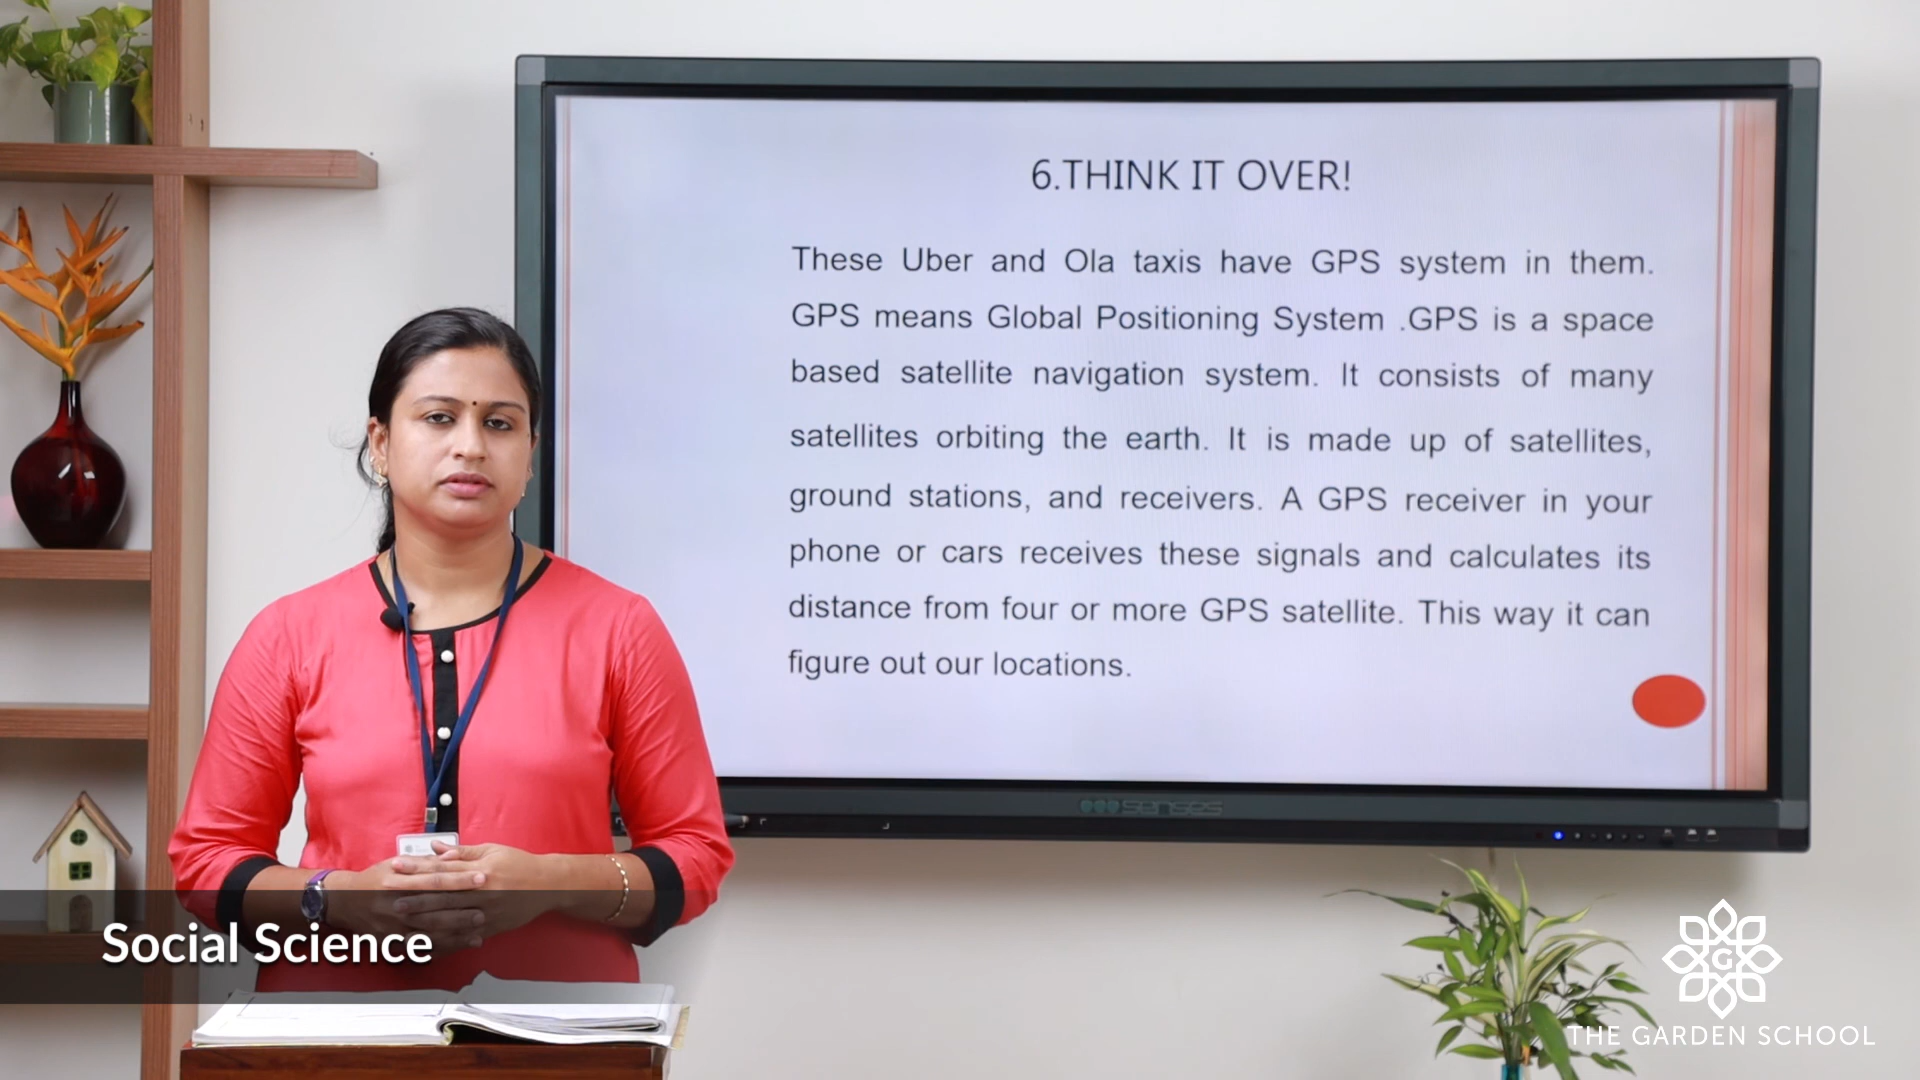 6.THINK IT OVER!
These Uber and Ola taxis have GPS system in them.
GPS means Global Positioning System .GPS is a space
based satellite navigation system. It consists of many
satellites orbiting the earth. It is made up of satellites,
ground stations, and receivers. A GPS receiver in your
phone or cars receives these signals and calculates its
distance from four or more GPS satellite. This way it can
figure out our locations.
senses
Social Science
G
THE GARDEN SCHOOL